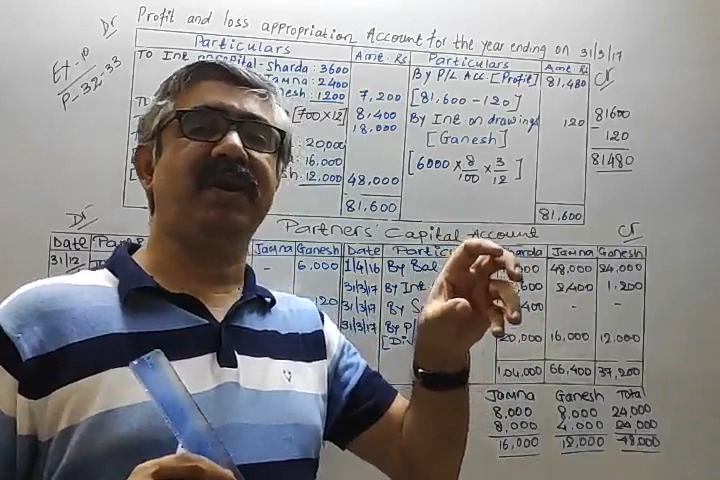 Dr Profit and loss appropriation Account for the year ending on 31/3/17
Particulars Amt. Rs Particulars Amt Rs Cr
Ex-10
P-32-33
To Int. Sharda: 3600
Jamna: 2400
Ganesh: 1200 7,200
[700×12] 8,400
18,000
20,000
16,000
12,000 48,000
81,600
By P/L Acc. [Profit] 81,480
[81,600 - 120]
By Int on drawings 120
[Ganesh]
[6000 × 8/100 × 3/12]
81,600
81600
- 120
81480
Partners' Capital Account
Dr Cr
Date Jamna Ganesh Date Jamna Ganesh
31/12 - 6,000 1/4/16 By Bal 48,000 24,000
120 31/3/17 By Int 2,400 1,200
31/3/17 By - -
31/3/17 By P/ 20,000 16,000 12,000
1,04,000 66,400 37,200
Jamna Ganesh Total
8,000 8,000 24,000
8,000 4,000 24,000
16,000 12,000 48,000